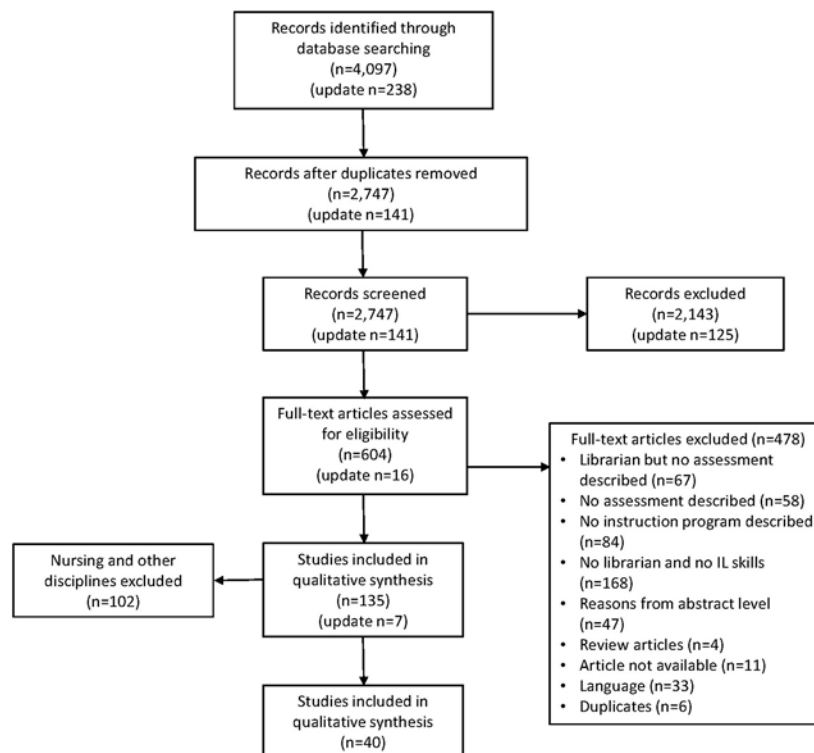 Records identified through
database searching
(n=4,097)
(update n=238)
Records after duplicates removed
(n=2,747)
(update n=141)
Records screened
(n=2,747)
(update n=141)
Records excluded
(n=2,143)
(update n=125)
Full-text articles assessed
for eligibility
(n=604)
(update n=16)
Full-text articles excluded (n=478)
• Librarian but no assessment
described (n=67)
• No assessment described (n=58)
• No instruction program described
(n=84)
• No librarian and no IL skills
(n=168)
• Reasons from abstract level
(n=47)
• Review articles (n=4)
• Article not available (n=11)
• Language (n=33)
• Duplicates (n=6)
Nursing and other
disciplines excluded
(n=102)
Studies included in
qualitative synthesis
(n=135)
(update n=7)
Studies included in
qualitative synthesis
(n=40)